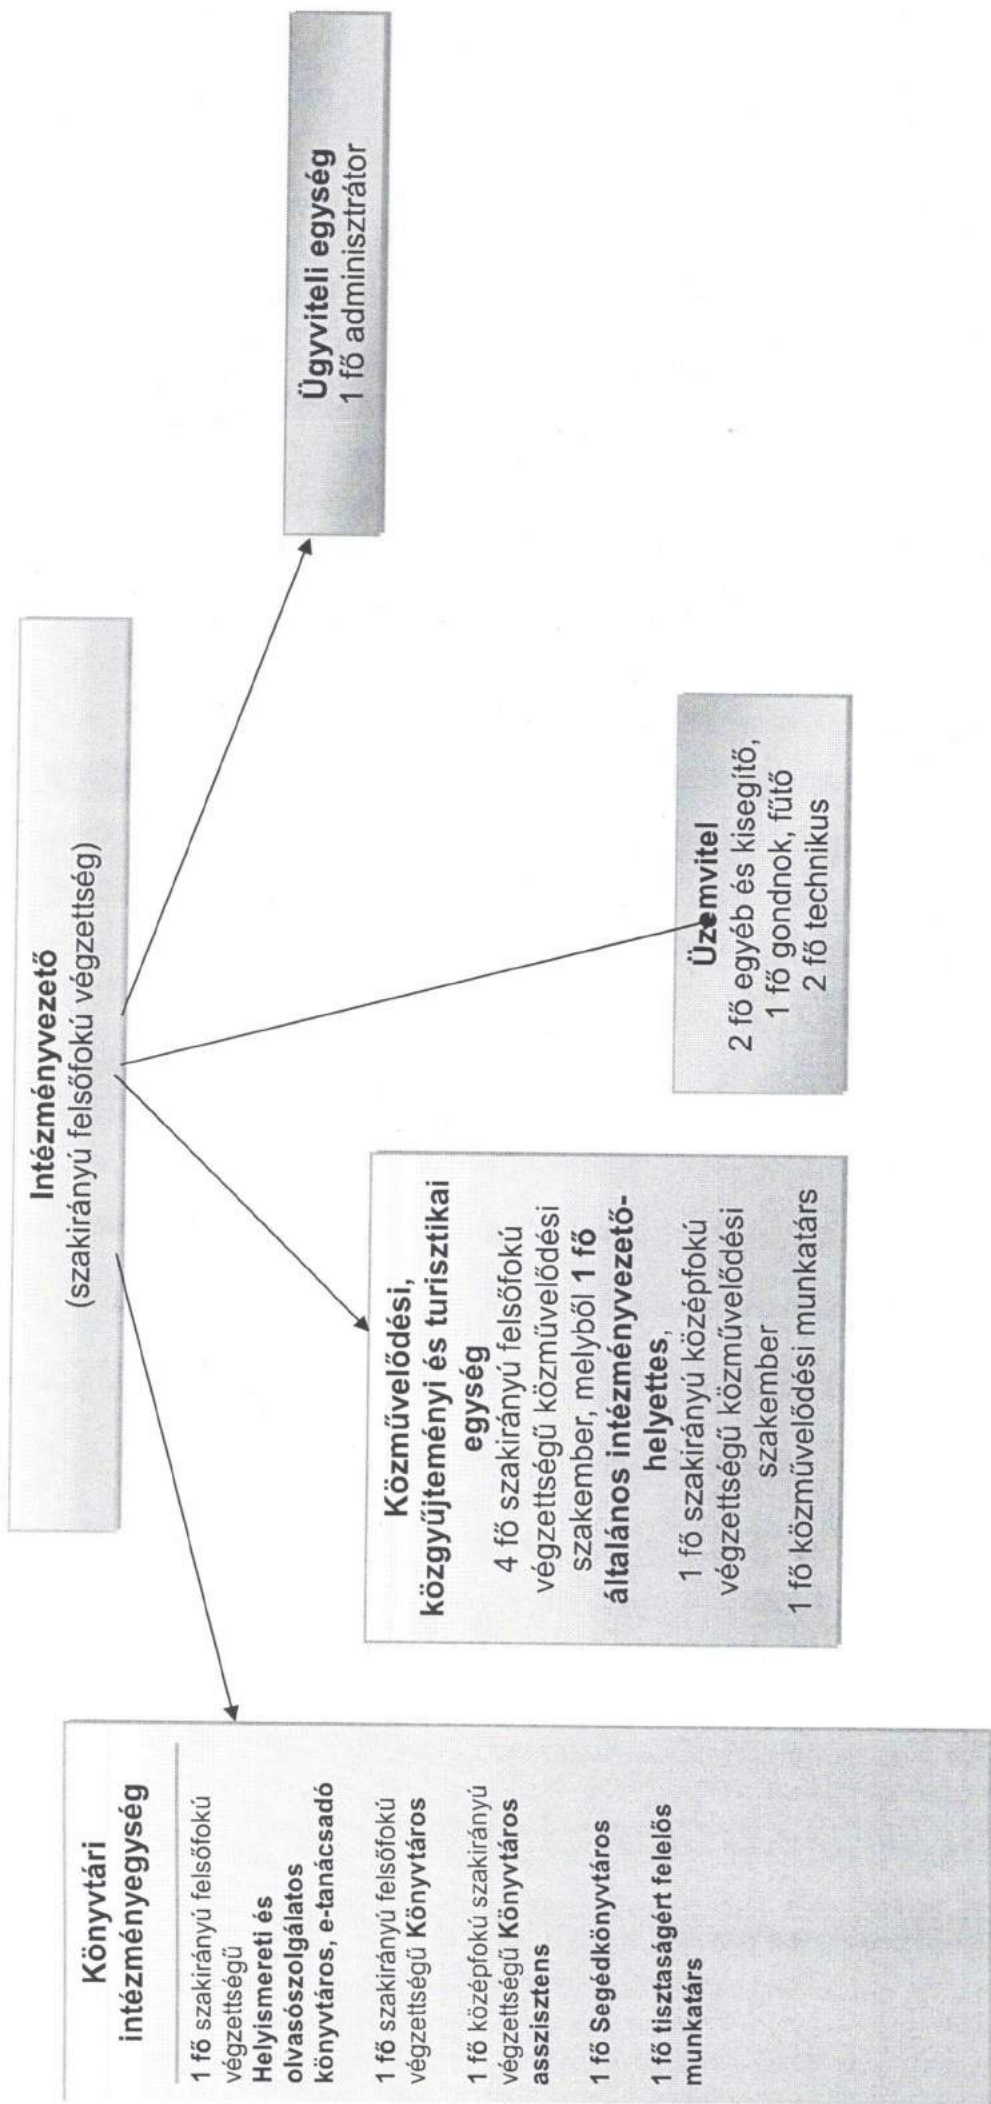 Intézményvezető
(szakirányú felsőfokú végzettség)
Könyvtári
intézményegység
1 fő szakirányú felsőfokú
végzettségű
Helyismereti és
olvasószolgálatos
könyvtáros, e-tanácsadó
1 fő szakirányú felsőfokú
végzettségű Könyvtáros
1 fő középfokú szakirányú
végzettségű Könyvtáros
asszisztens
1 fő Segédkönyvtáros
1 fő tisztaságért felelős
munkatárs
Közművelődési,
közgyűjteményi és turisztikai
egység
4 fő szakirányú felsőfokú
végzettségű közművelődési
szakember, melyből 1 fő
általános intézményvezető-
helyettes,
1 fő szakirányú középfokú
végzettségű közművelődési
szakember
1 fő közművelődési munkatárs
Üzemvitel
2 fő egyéb és kisegítő,
1 fő gondnok, fűtő
2 fő technikus
Ügyviteli egység
1 fő adminisztrátor